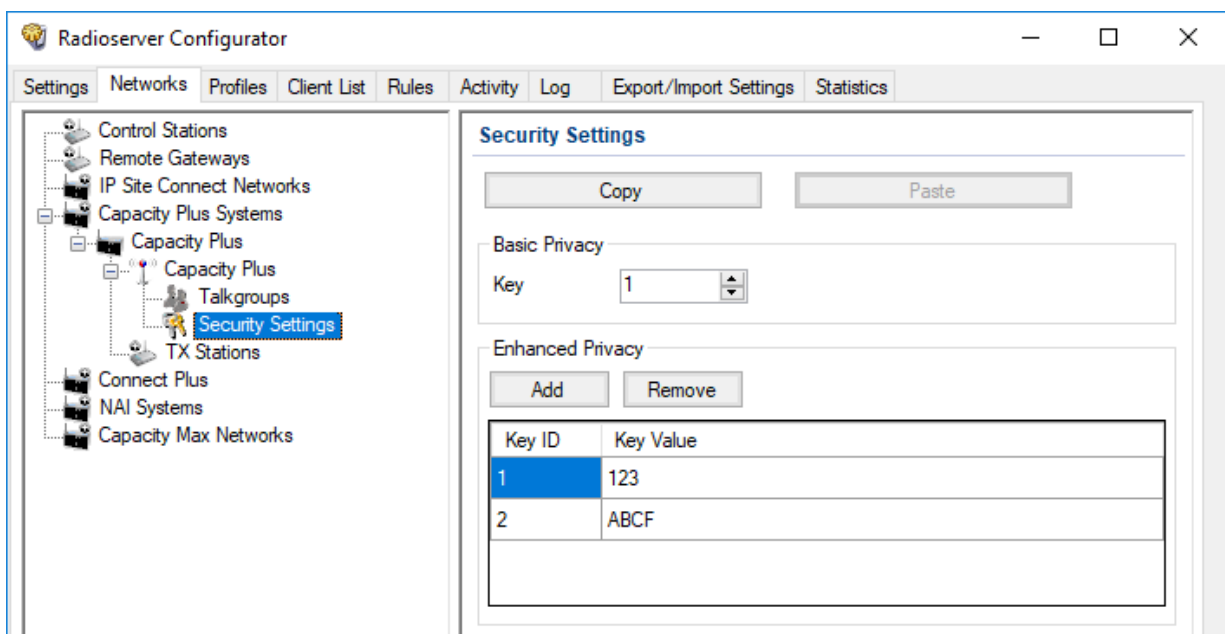 Radioserver Configurator
Settings Networks Profiles Client List Rules Activity Log Export/Import Settings Statistics
Control Stations
Remote Gateways
IP Site Connect Networks
Capacity Plus Systems
Capacity Plus
Capacity Plus
Talkgroups
Security Settings
TX Stations
Connect Plus
NAI Systems
Capacity Max Networks
Security Settings
Copy Paste
Basic Privacy
Key 1
Enhanced Privacy
Add Remove
Key ID Key Value
1 123
2 ABCF